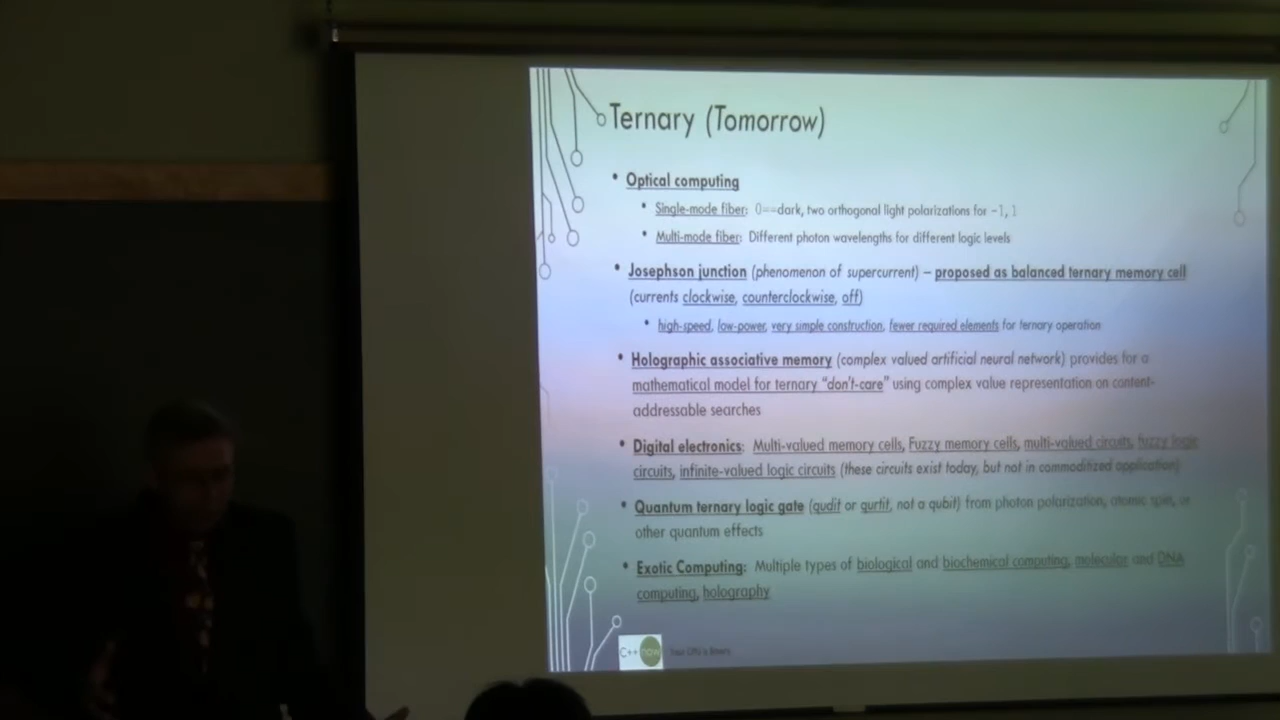 Ternary (Tomorrow)
• Optical computing
• Single-mode fiber: 0==dark, two orthogonal light polarizations for -1, 1
• Multi-mode fiber: Different photon wavelengths for different logic levels
• Josephson junction (phenomenon of supercurrent) – proposed as balanced ternary memory cell
(currents clockwise, counterclockwise, off)
• high-speed, low-power, very simple construction, fewer required elements for ternary operation
• Holographic associative memory (complex valued artificial neural network) provides for a
mathematical model for ternary "don't-care" using complex value representation on content-
addressable searches
• Digital electronics: Multi-valued memory cells, Fuzzy memory cells, multi-valued circuits, fuzzy logic
circuits, infinite-valued logic circuits (these circuits exist today, but not in commoditized application)
• Quantum ternary logic gate (qudit or qurtit, not a qubit) from photon polarization, atomic spin, or
other quantum effects
• Exotic Computing: Multiple types of biological and biochemical computing, molecular and DNA
computing, holography
C++ now Your CPU is Binary